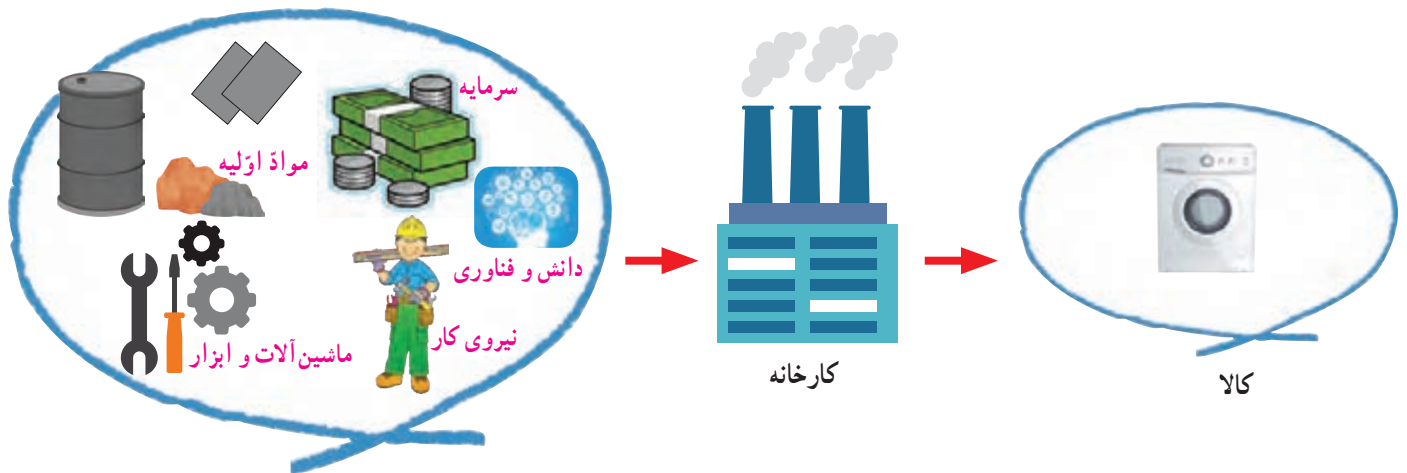 سرمایه
موادّ اوّلیه
دانش و فناوری
نیروی کار
ماشین‌آلات و ابزار
کارخانه
کالا